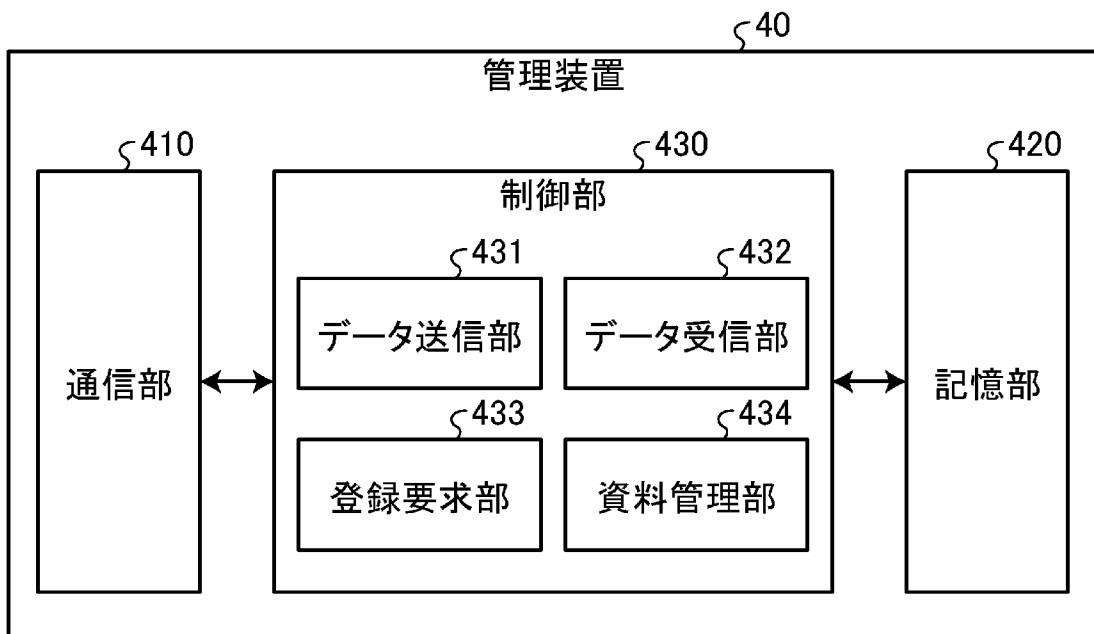 40
管理装置
410
430
420
制御部
431
432
データ送信部
データ受信部
通信部
記憶部
433
434
登録要求部
資料管理部